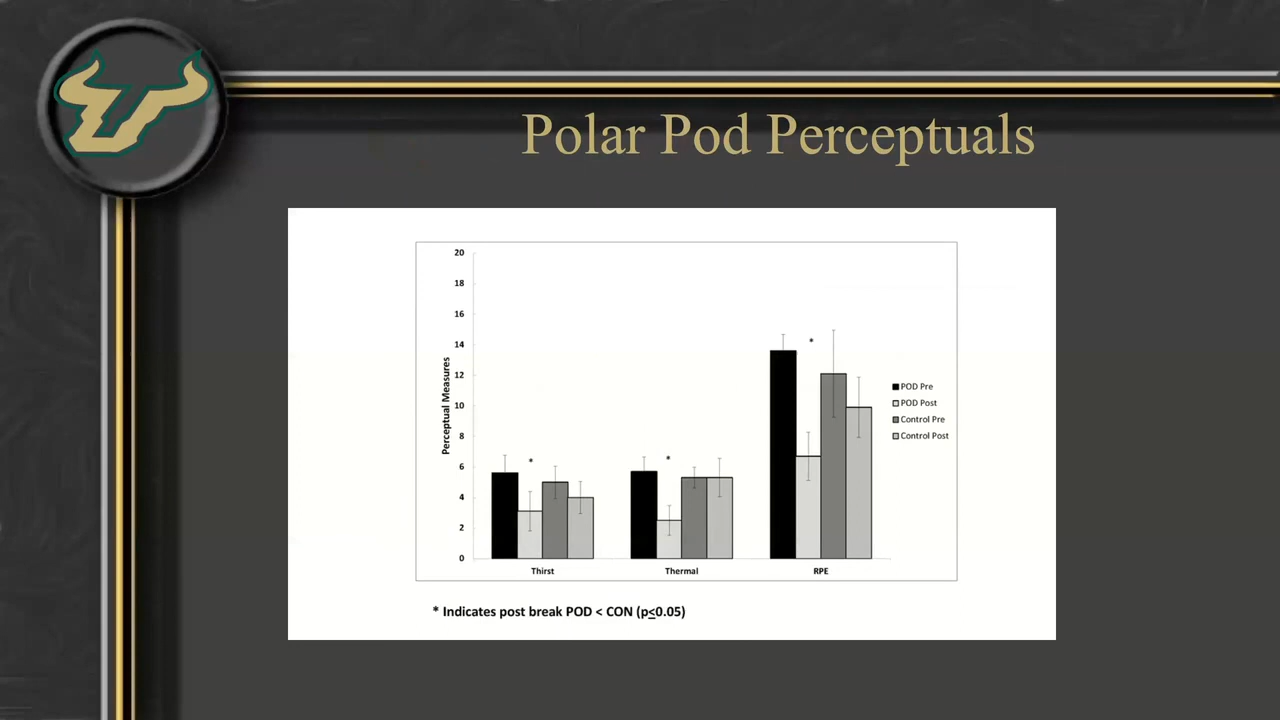 Polar Pod Perceptuals
20
18
16
14
12
10
8
6
4
2
0
Perceptual Measures
*
*
*
Thirst
Thermal
RPE
POD Pre
POD Post
Control Pre
Control Post
* Indicates post break POD < CON (p≤0.05)